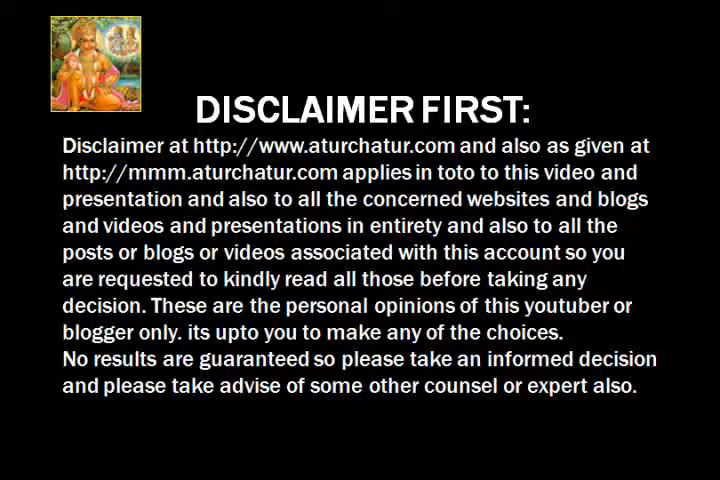 DISCLAIMER FIRST:
Disclaimer at http://www.aturchatur.com and also as given at
http://mmm.aturchatur.com applies in toto to this video and
presentation and also to all the concerned websites and blogs
and videos and presentations in entirety and also to all the
posts or blogs or videos associated with this account so you
are requested to kindly read all those before taking any
decision. These are the personal opinions of this youtuber or
blogger only. its upto you to make any of the choices.
No results are guaranteed so please take an informed decision
and please take advise of some other counsel or expert also.